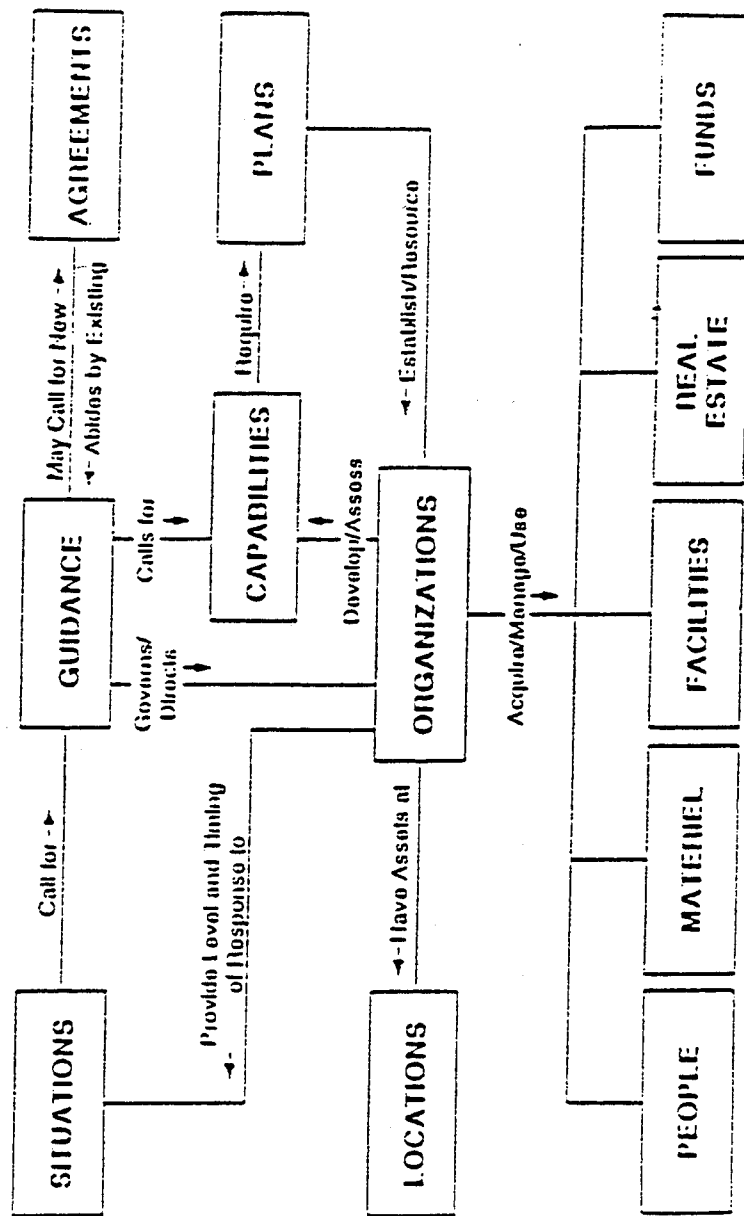 SITUATIONS
Call for
GUIDANCE
May Call for New
Abides by Existing
AGREEMENTS
Provide Level and Timing
of Response to
Governs/
Directs
Calls for
CAPABILITIES
Require
PLANS
Develop/Assess
LOCATIONS
Have Assets at
ORGANIZATIONS
Establish/Resource
Acquire/Manage/Use
PEOPLE
MATERIEL
FACILITIES
REAL
ESTATE
FUNDS